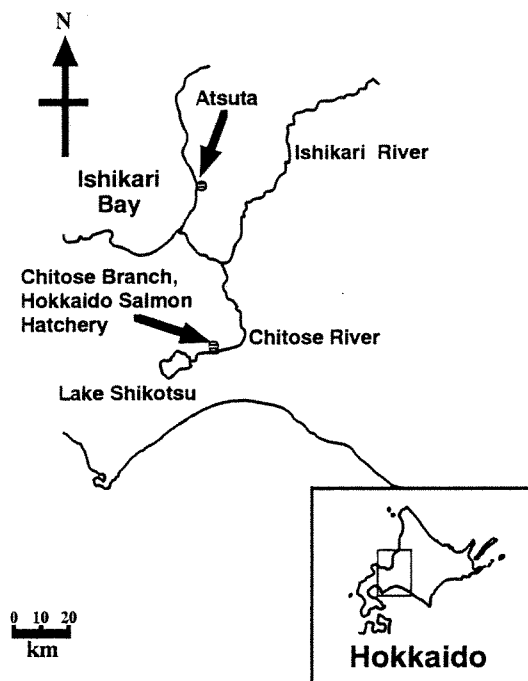 N
Atsuta
Ishikari River
Ishikari
Bay
Chitose Branch,
Hokkaido Salmon
Hatchery
Chitose River
Lake Shikotsu
0 10 20
km
Hokkaido